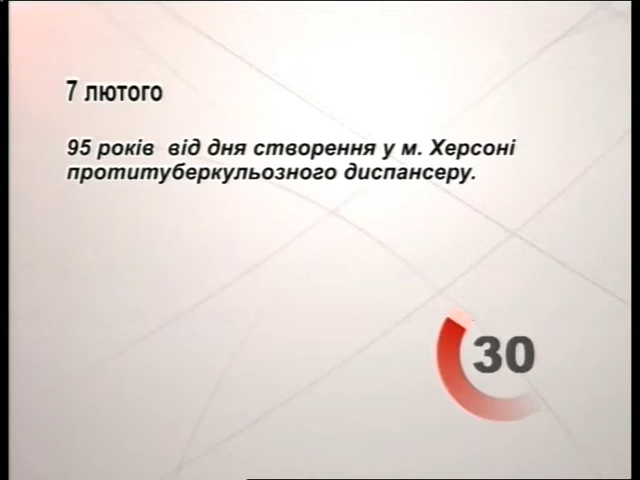 7 лютого
95 років від дня створення у м. Херсоні
протитуберкульозного диспансеру.
30